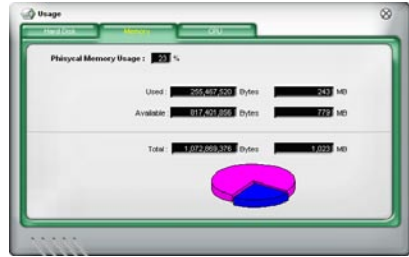 Usage
Hard Disk Memory CPU
Phisycal Memory Usage : 23 %
Used : 255,467,520 Bytes 243 MB
Available : 817,401,856 Bytes 779 MB
Total : 1,072,869,376 Bytes 1,023 MB